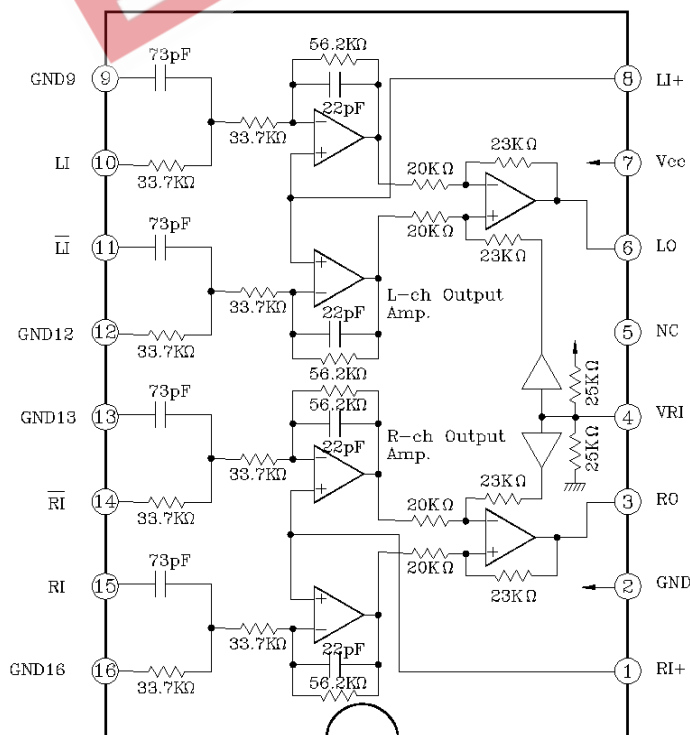 56.2KΩ
73pF
GND9
9
8
LI+
22pF
33.7KΩ
23KΩ
LI
10
33.7KΩ
20KΩ
7
Vcc
73pF
LI
11
20KΩ
23KΩ
6
LO
33.7KΩ
L-ch Output
Amp.
22pF
GND12
12
33.7KΩ
5
NC
56.2KΩ
56.2KΩ
25KΩ
73pF
GND13
13
4
VRI
22pF
R-ch Output
Amp.
25KΩ
33.7KΩ
23KΩ
RI
14
33.7KΩ
20KΩ
3
RO
73pF
20KΩ
RI
15
23KΩ
2
GND
33.7KΩ
22pF
GND16
16
33.7KΩ
56.2KΩ
1
RI+